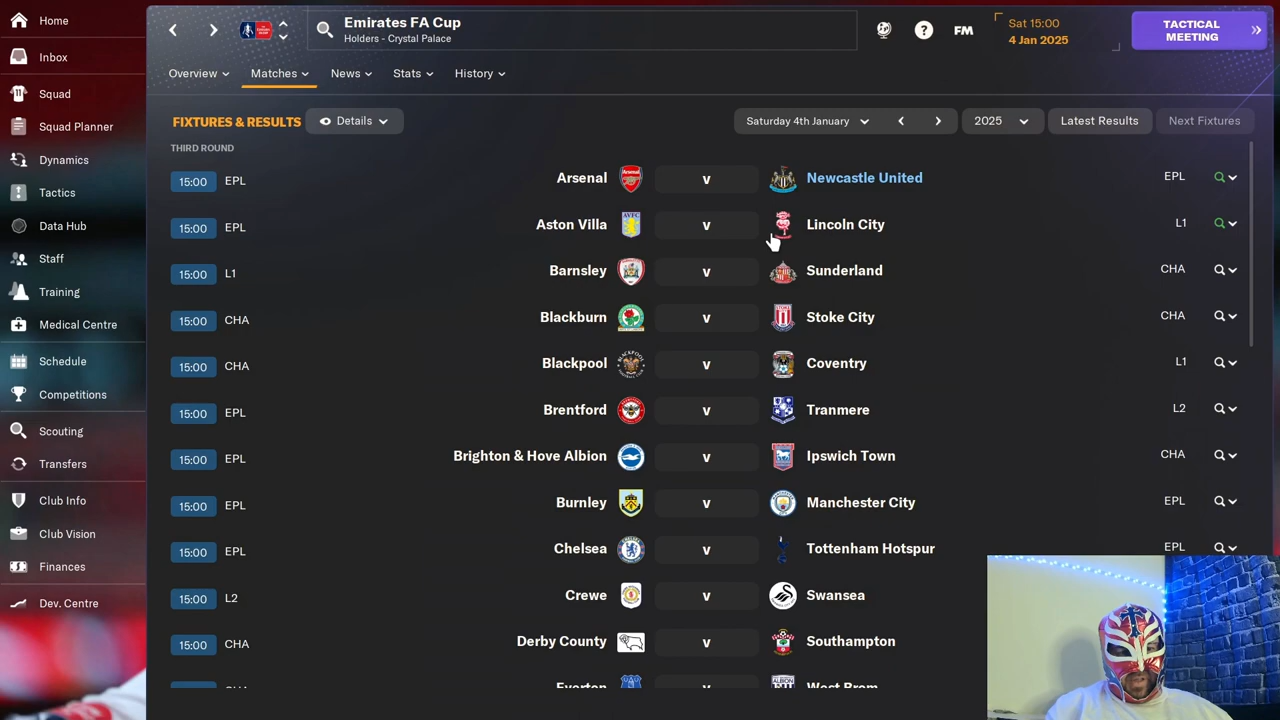 Home
Inbox
Squad
Squad Planner
Dynamics
Tactics
Data Hub
Staff
Training
Medical Centre
Schedule
Competitions
Scouting
Transfers
Club Info
Club Vision
Finances
Dev. Centre
Emirates FA Cup
Holders - Crystal Palace
FM
Sat 15:00
4 Jan 2025
TACTICAL MEETING
Overview Matches News Stats History
FIXTURES & RESULTS Details Saturday 4th January 2025 Latest Results Next Fixtures
THIRD ROUND
15:00 EPL Arsenal v Newcastle United EPL
15:00 EPL Aston Villa v Lincoln City L1
15:00 L1 Barnsley v Sunderland CHA
15:00 CHA Blackburn v Stoke City CHA
15:00 CHA Blackpool v Coventry L1
15:00 EPL Brentford v Tranmere L2
15:00 EPL Brighton & Hove Albion v Ipswich Town CHA
15:00 EPL Burnley v Manchester City EPL
15:00 EPL Chelsea v Tottenham Hotspur EPL
15:00 L2 Crewe v Swansea
15:00 CHA Derby County v Southampton
Everton West Brom